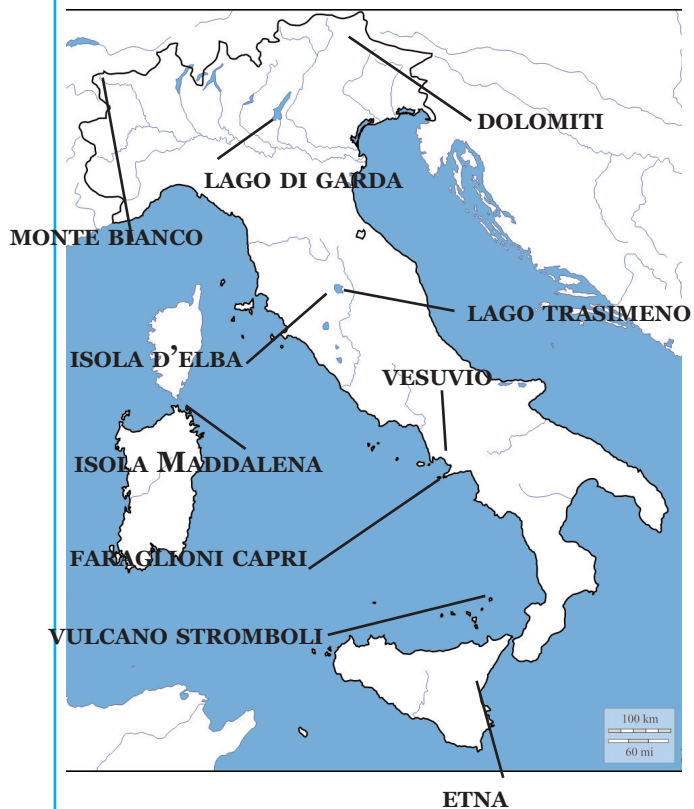 DOLOMITI
LAGO DI GARDA
MONTE BIANCO
LAGO TRASIMENO
ISOLA D'ELBA
VESUVIO
ISOLA MADDALENA
FARAGLIONI CAPRI
VULCANO STROMBOLI
100 km
60 mi
ETNA